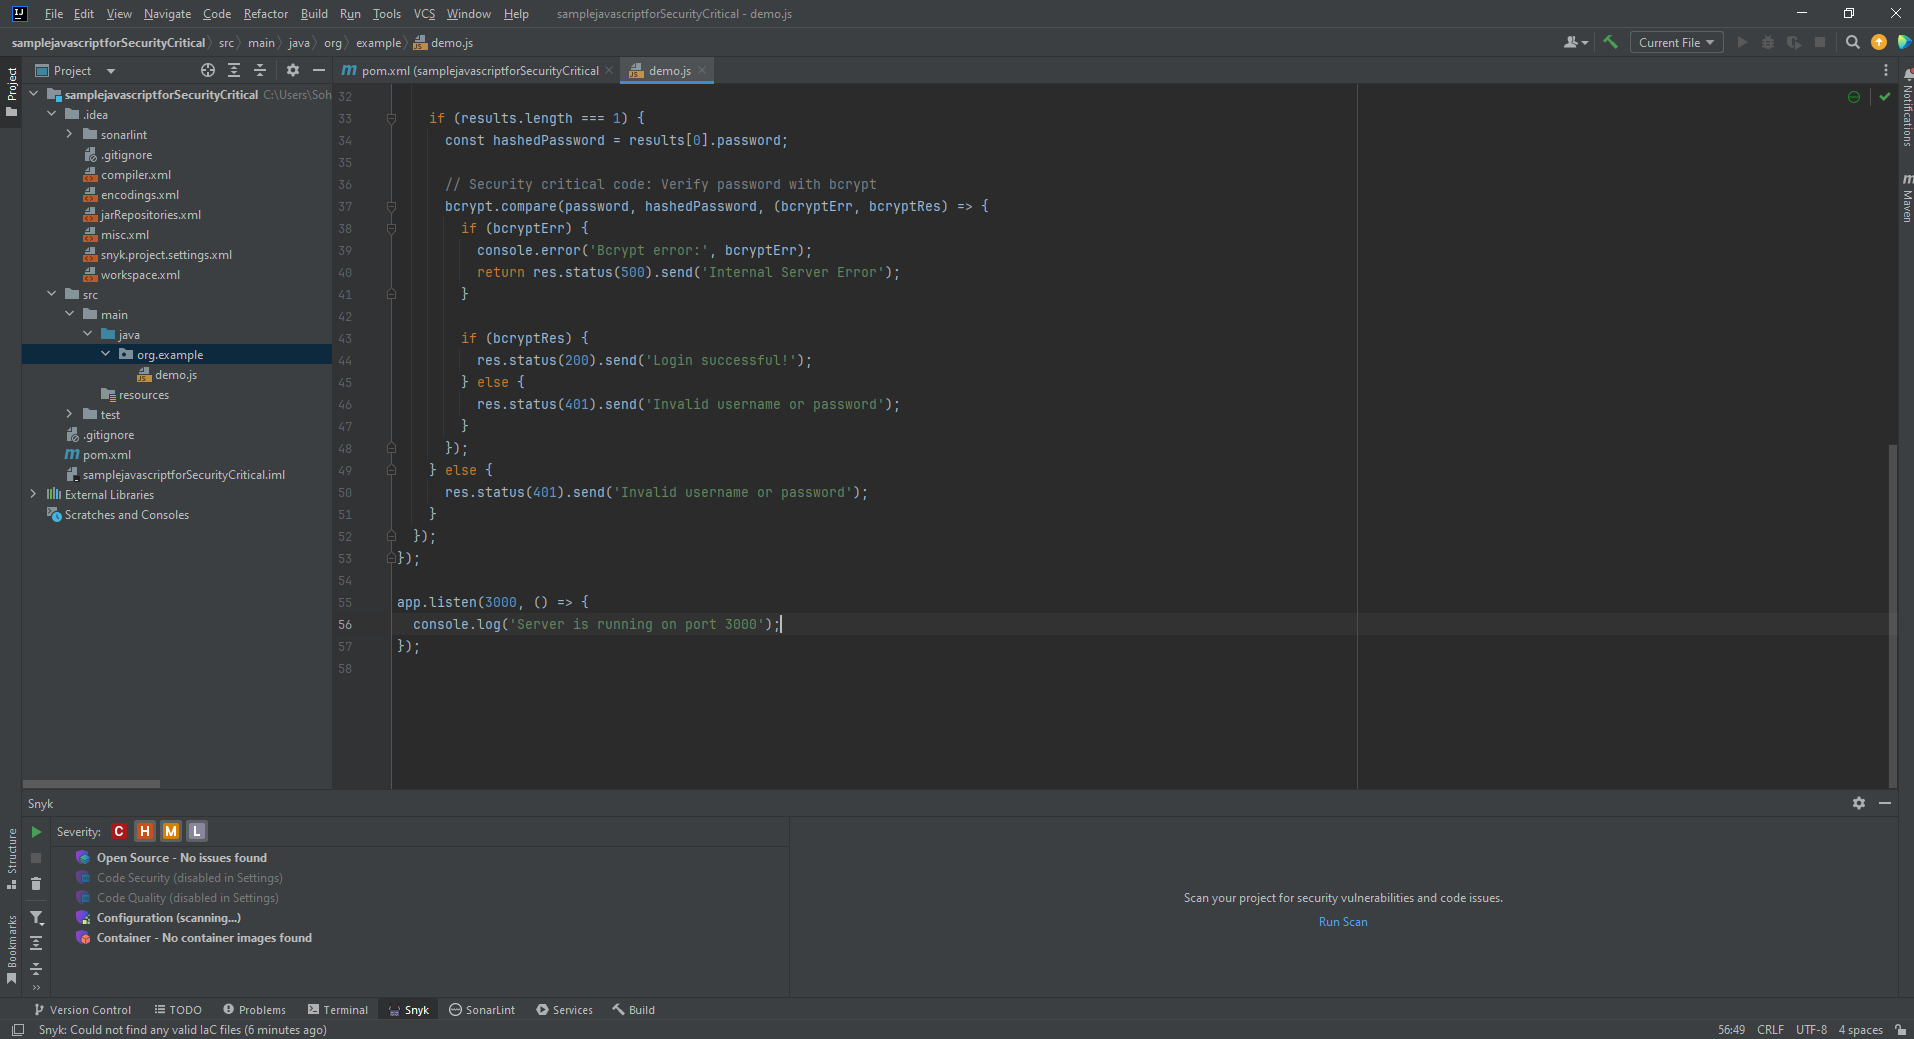 File Edit View Navigate Code Refactor Build Run Tools VCS Window Help samplejavascriptforSecurityCritical - demo.js
samplejavascriptforSecurityCritical src main java org example demo.js Current File
Project
Project
pom.xml (samplejavascriptforSecurityCritical
demo.js
Notifications
Maven
samplejavascriptforSecurityCritical C:\Users\Soh
.idea
sonarlint
.gitignore
compiler.xml
encodings.xml
jarRepositories.xml
misc.xml
snyk.project.settings.xml
workspace.xml
src
main
java
org.example
demo.js
resources
test
.gitignore
pom.xml
samplejavascriptforSecurityCritical.iml
External Libraries
Scratches and Consoles
32
33 if (results.length === 1) {
34 const hashedPassword = results[0].password;
35
36 // Security critical code: Verify password with bcrypt
37 bcrypt.compare(password, hashedPassword, (bcryptErr, bcryptRes) => {
38 if (bcryptErr) {
39 console.error('Bcrypt error:', bcryptErr);
40 return res.status(500).send('Internal Server Error');
41 }
42
43 if (bcryptRes) {
44 res.status(200).send('Login successful!');
45 } else {
46 res.status(401).send('Invalid username or password');
47 }
48 });
49 } else {
50 res.status(401).send('Invalid username or password');
51 }
52 });
53 });
54
55 app.listen(3000, () => {
56 console.log('Server is running on port 3000');
57 });
58
Snyk
Severity: C H M L
Open Source - No issues found
Code Security (disabled in Settings)
Code Quality (disabled in Settings)
Configuration (scanning...)
Container - No container images found
Scan your project for security vulnerabilities and code issues.
Run Scan
Structure
Bookmarks
Version Control TODO Problems Terminal Snyk SonarLint Services Build
Snyk: Could not find any valid IaC files (6 minutes ago) 56:49 CRLF UTF-8 4 spaces